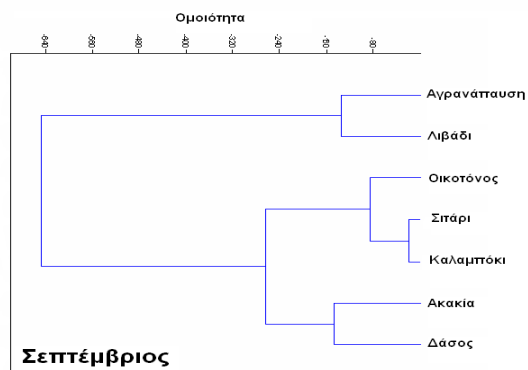 Ομοιότητα
-640 -560 -480 -400 -320 -240 -160 -80
Αγρανάπαυση
Λιβάδι
Οικοτόνος
Σιτάρι
Καλαμπόκι
Ακακία
Δάσος
Σεπτέμβριος